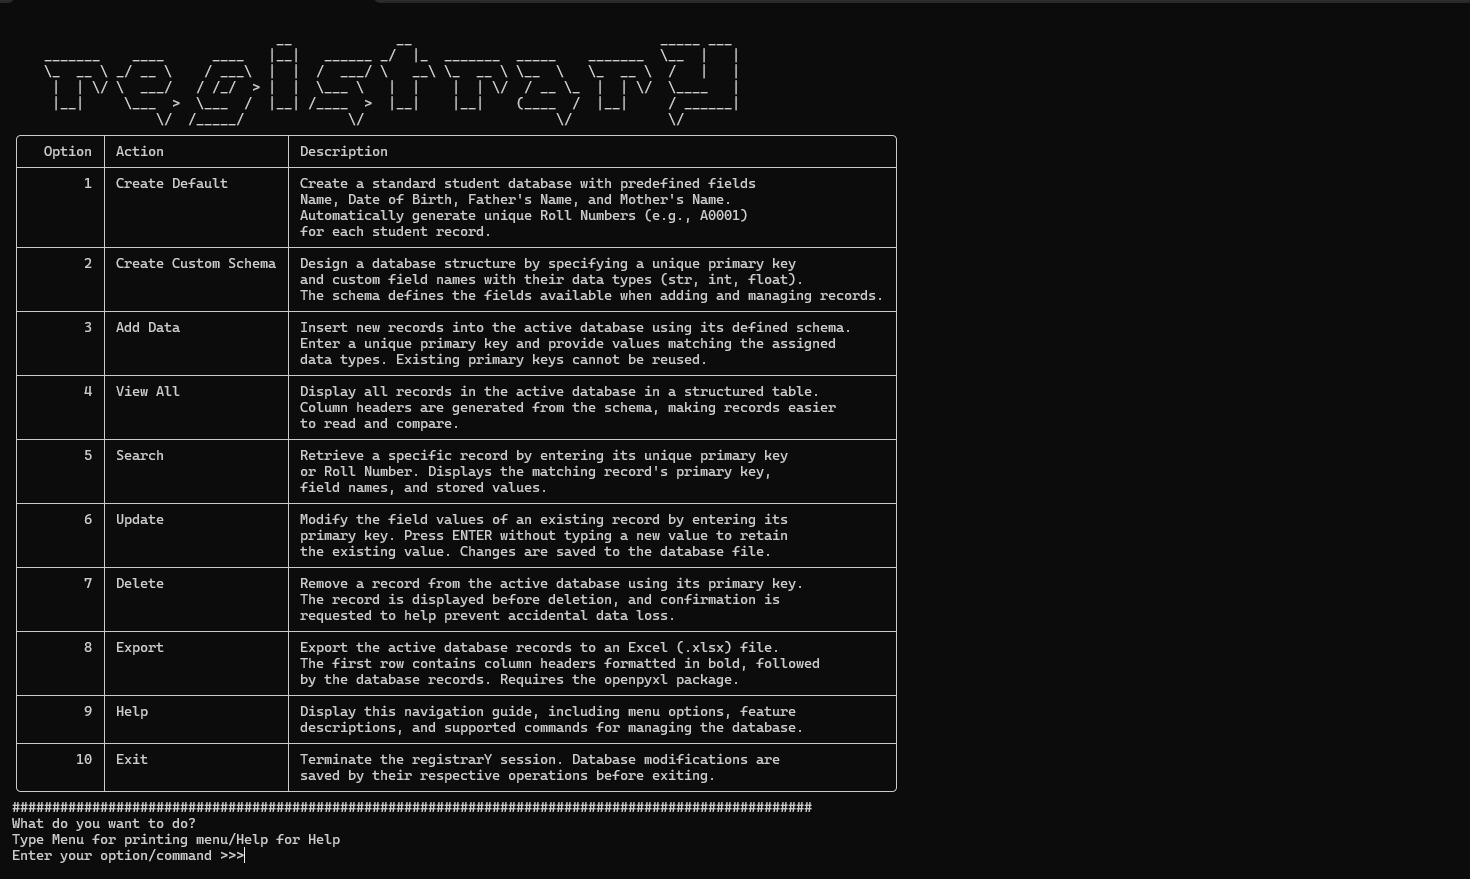 registrarY
Option Action Description
1 Create Default Create a standard student database with predefined fields
Name, Date of Birth, Father's Name, and Mother's Name.
Automatically generate unique Roll Numbers (e.g., A0001)
for each student record.
2 Create Custom Schema Design a database structure by specifying a unique primary key
and custom field names with their data types (str, int, float).
The schema defines the fields available when adding and managing records.
3 Add Data Insert new records into the active database using its defined schema.
Enter a unique primary key and provide values matching the assigned
data types. Existing primary keys cannot be reused.
4 View All Display all records in the active database in a structured table.
Column headers are generated from the schema, making records easier
to read and compare.
5 Search Retrieve a specific record by entering its unique primary key
or Roll Number. Displays the matching record's primary key,
field names, and stored values.
6 Update Modify the field values of an existing record by entering its
primary key. Press ENTER without typing a new value to retain
the existing value. Changes are saved to the database file.
7 Delete Remove a record from the active database using its primary key.
The record is displayed before deletion, and confirmation is
requested to help prevent accidental data loss.
8 Export Export the active database records to an Excel (.xlsx) file.
The first row contains column headers formatted in bold, followed
by the database records. Requires the openpyxl package.
9 Help Display this navigation guide, including menu options, feature
descriptions, and supported commands for managing the database.
10 Exit Terminate the registrarY session. Database modifications are
saved by their respective operations before exiting.
####################################################################################################
What do you want to do?
Type Menu for printing menu/Help for Help
Enter your option/command >>>